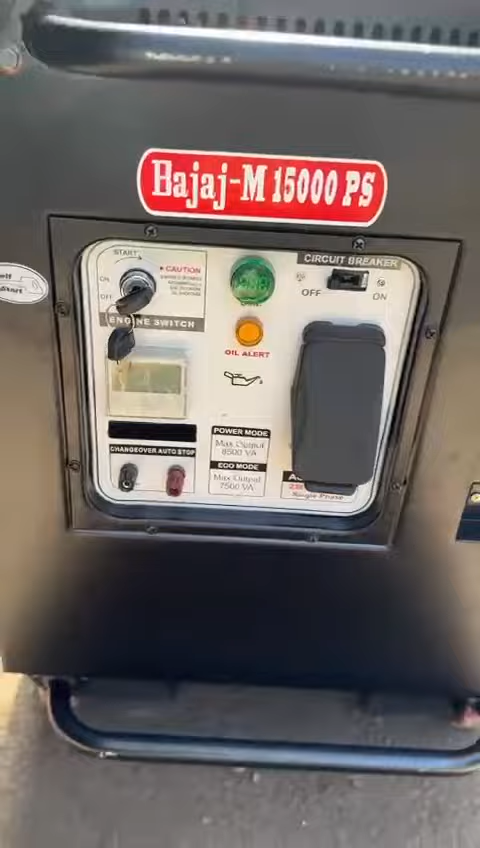 Bajaj-M 15000 PS
START
ON
OFF
CAUTION
ENGINE SWITCH
CIRCUIT BREAKER
OFF
ON
OIL ALERT
CHANGEOVER AUTO STOP
POWER MODE
Max Output
8500 VA
ECO MODE
Max Output
7500 VA
Single Phase